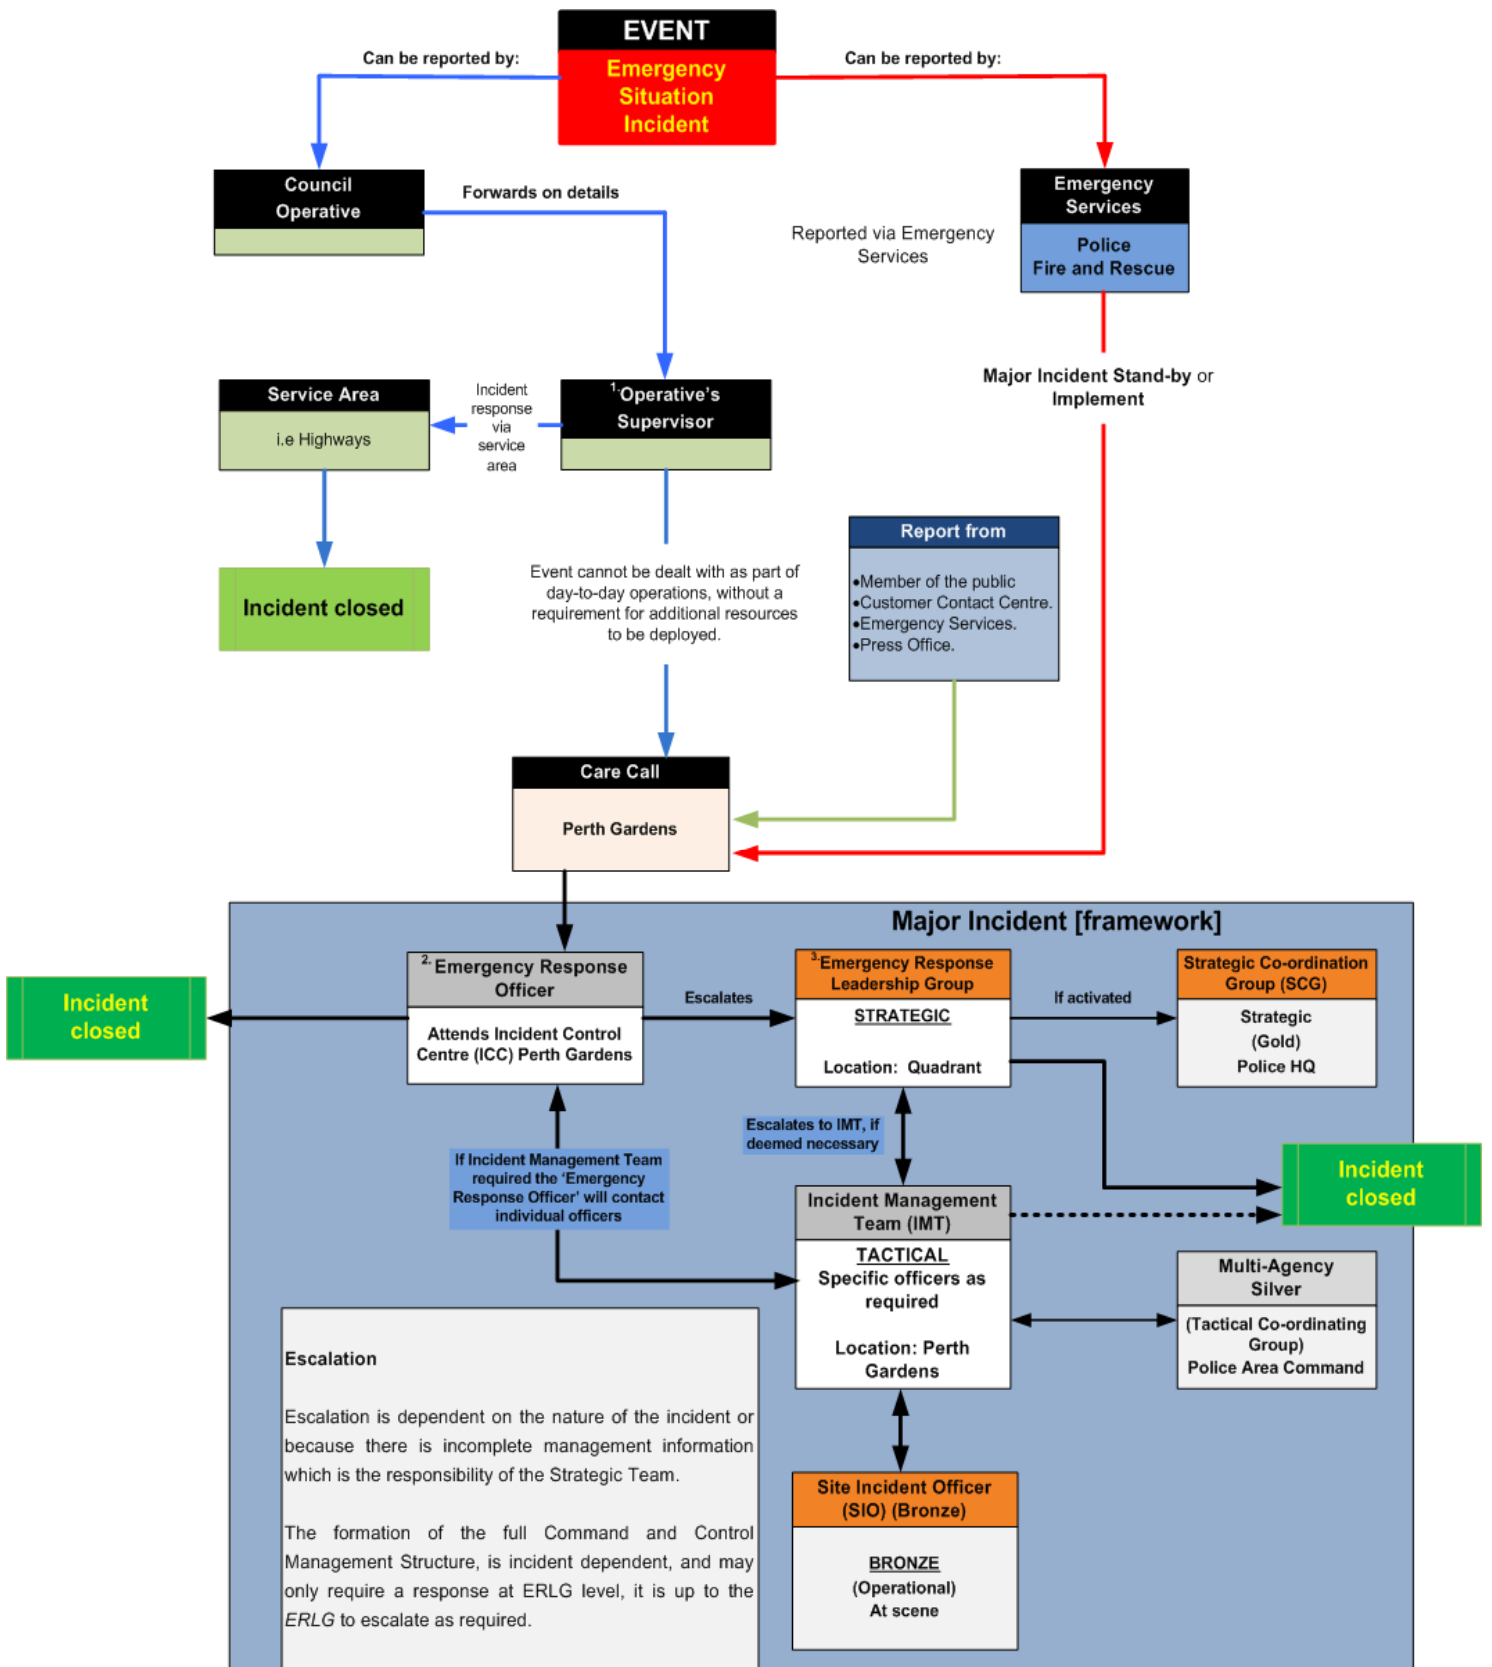 EVENT
Emergency
Situation
Incident
Can be reported by:
Can be reported by:
Council
Operative
Forwards on details
Emergency
Services
Police
Fire and Rescue
Reported via Emergency
Services
Major Incident Stand-by or
Implement
Service Area
i.e Highways
Incident
response
via
service
area
1. Operative's
Supervisor
Incident closed
Event cannot be dealt with as part of
day-to-day operations, without a
requirement for additional resources
to be deployed.
Report from
•Member of the public
•Customer Contact Centre.
•Emergency Services.
•Press Office.
Care Call
Perth Gardens
Major Incident [framework]
2. Emergency Response
Officer
Attends Incident Control
Centre (ICC) Perth Gardens
Incident
closed
Escalates
3. Emergency Response
Leadership Group
STRATEGIC
Location: Quadrant
If activated
Strategic Co-ordination
Group (SCG)
Strategic
(Gold)
Police HQ
If Incident Management Team
required the 'Emergency
Response Officer' will contact
individual officers
Escalates to IMT, if
deemed necessary
Incident
closed
Incident Management
Team (IMT)
TACTICAL
Specific officers as
required
Location: Perth
Gardens
Multi-Agency
Silver
(Tactical Co-ordinating
Group)
Police Area Command
Site Incident Officer
(SIO) (Bronze)
BRONZE
(Operational)
At scene
Escalation
Escalation is dependent on the nature of the incident or
because there is incomplete management information
which is the responsibility of the Strategic Team.
The formation of the full Command and Control
Management Structure, is incident dependent, and may
only require a response at ERLG level, it is up to the
ERLG to escalate as required.